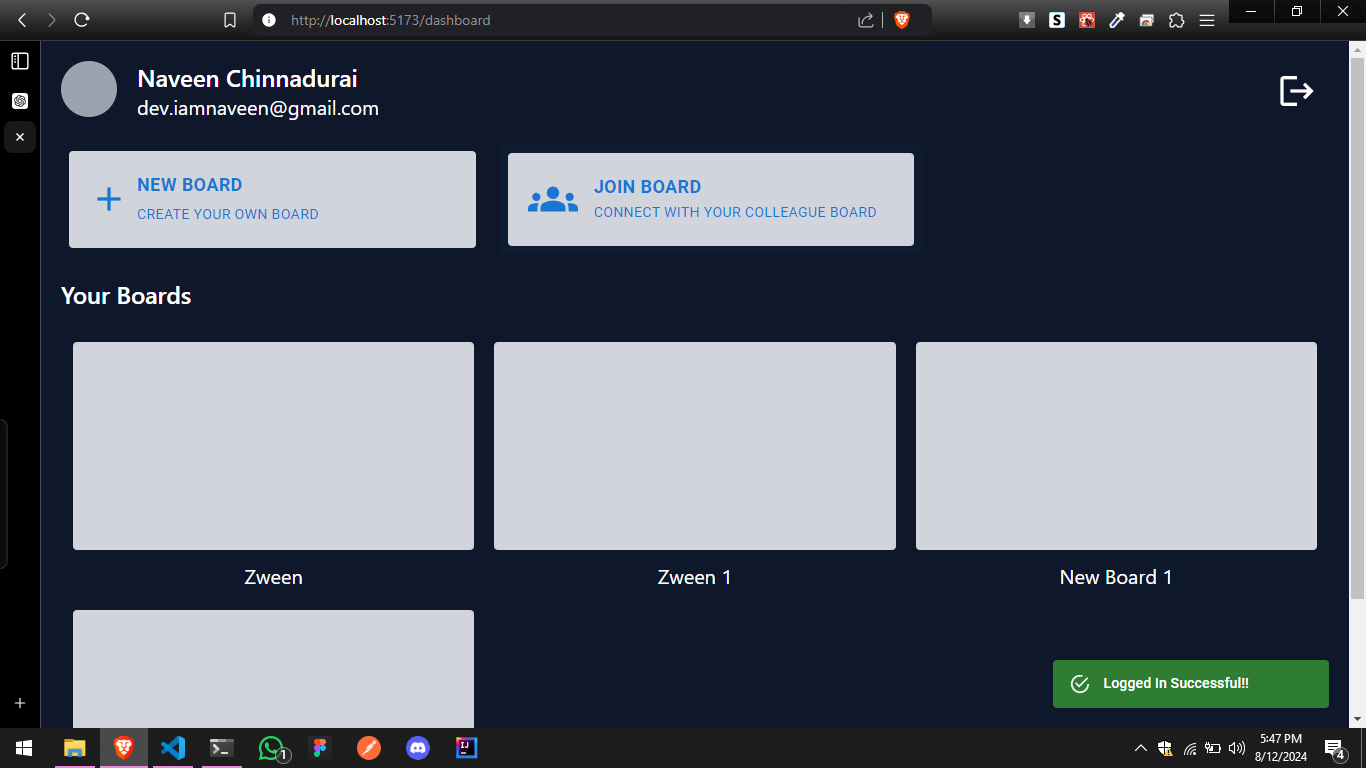 http://localhost:5173/dashboard
Naveen Chinnadurai
dev.iamnaveen@gmail.com
NEW BOARD
CREATE YOUR OWN BOARD
JOIN BOARD
CONNECT WITH YOUR COLLEAGUE BOARD
Your Boards
Zween
Zween 1
New Board 1
Logged In Successful!!
1
5:47 PM
8/12/2024
4